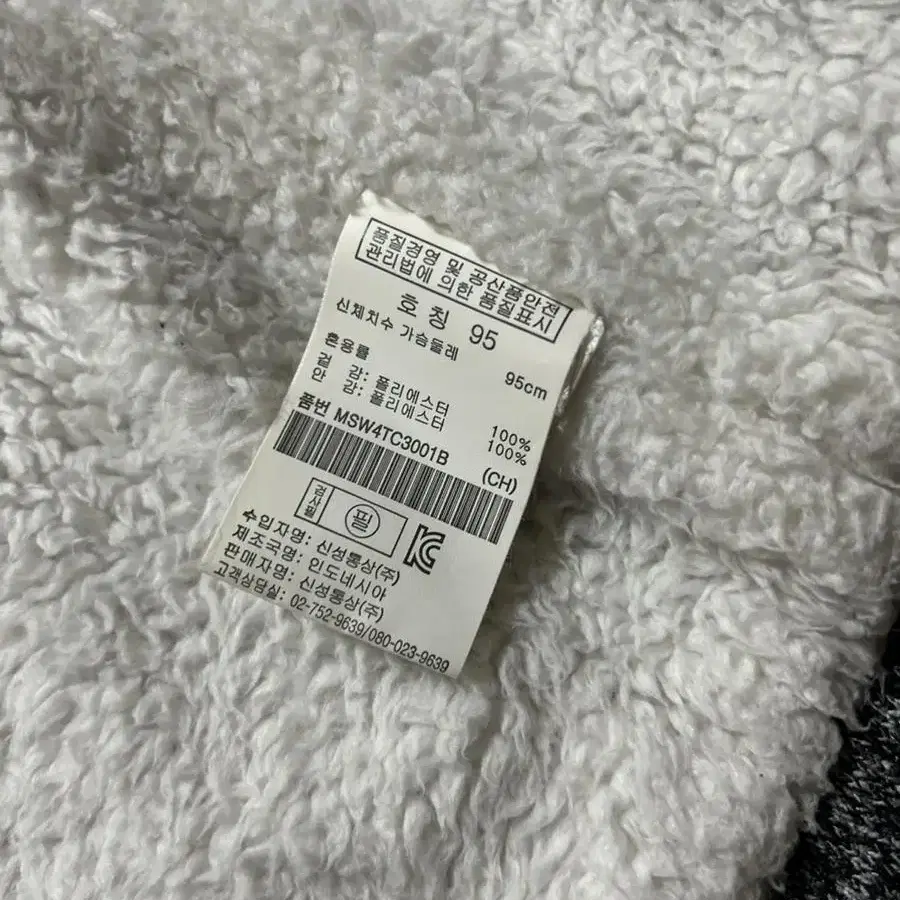 품질경영 및 공산품안전
관리법에 의한 품질표시
호 칭 95
신체치수 가슴둘레 95cm
혼용률
겉 감: 폴리에스터 100%
안 감: 폴리에스터 100%
품번 MSW4TC3001B (CH)
검사필 필
수입자명: 신성통상(주)
제조국명: 인도네시아
판매자명: 신성통상(주)
고객상담실: 02-752-9639/080-023-9639